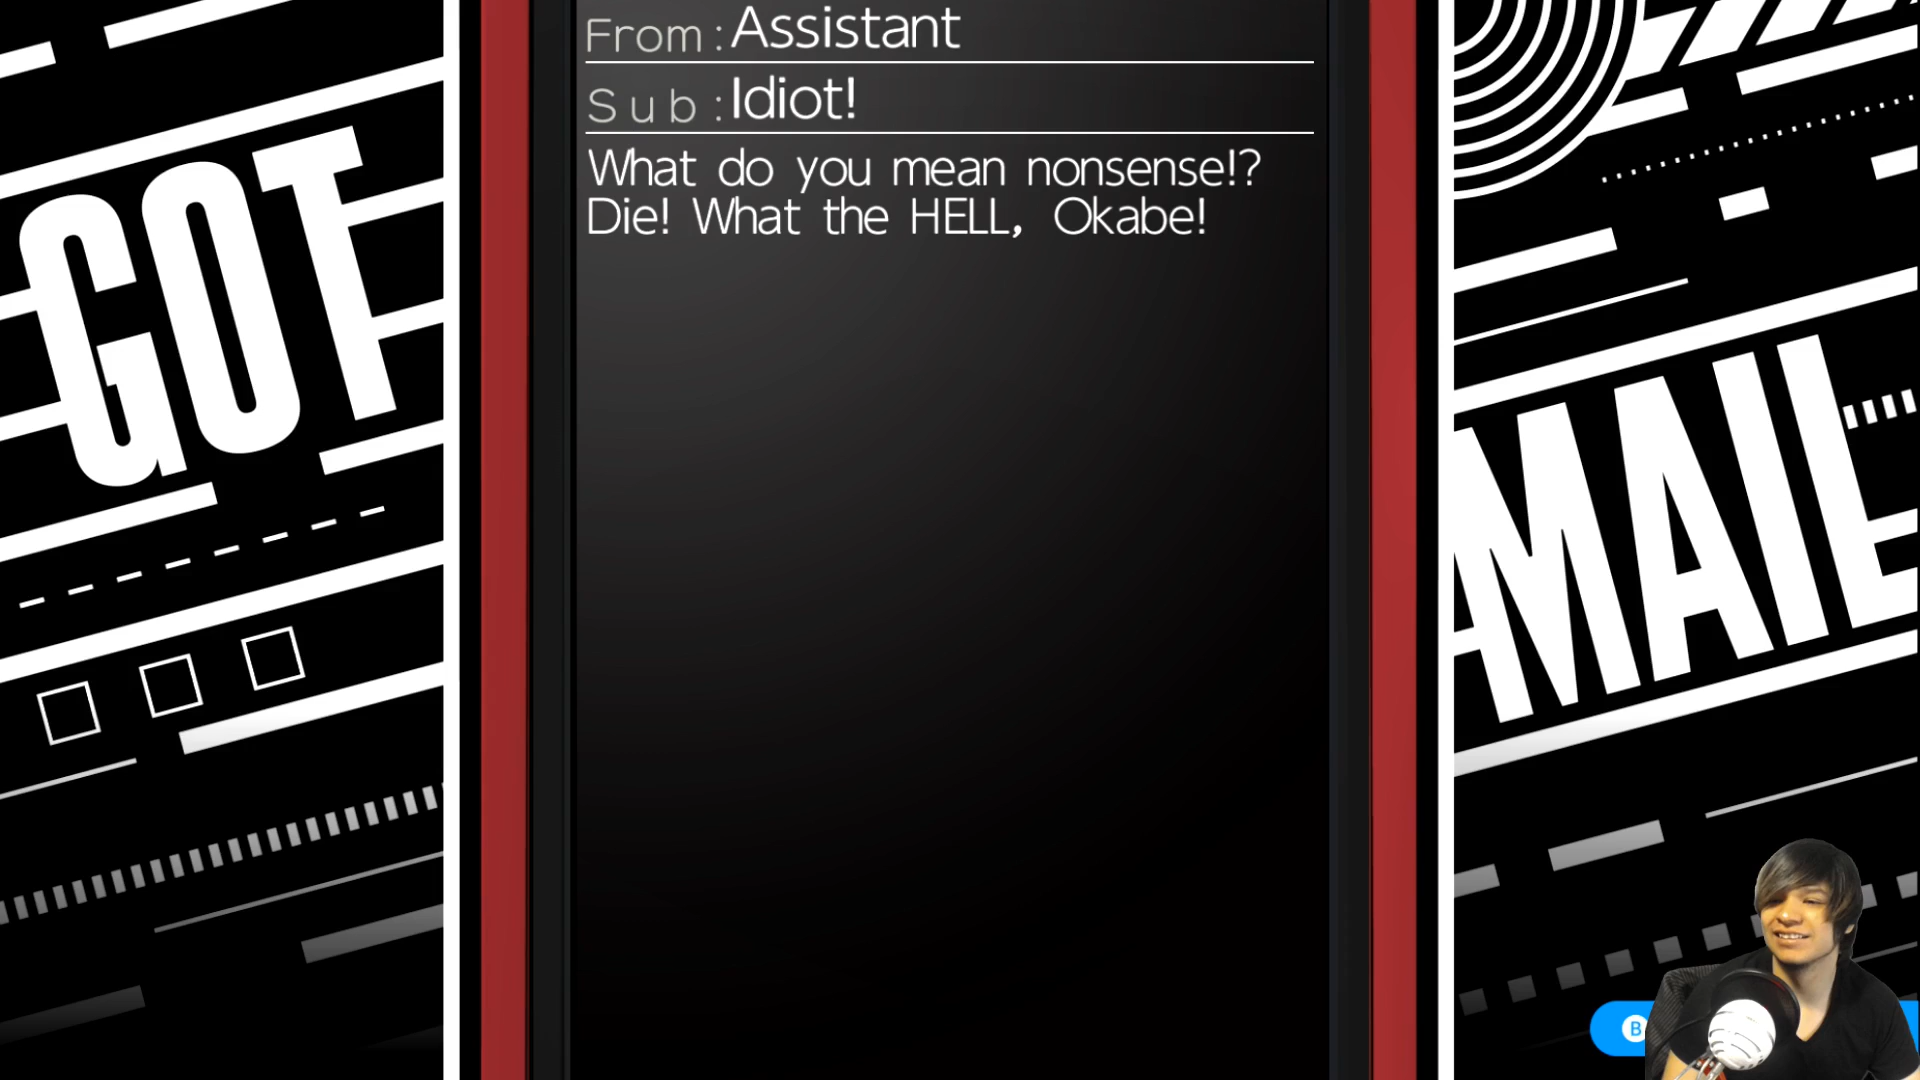 From : Assistant
Sub : Idiot!
What do you mean nonsense!?
Die! What the HELL, Okabe!
GOT
MAIL
B